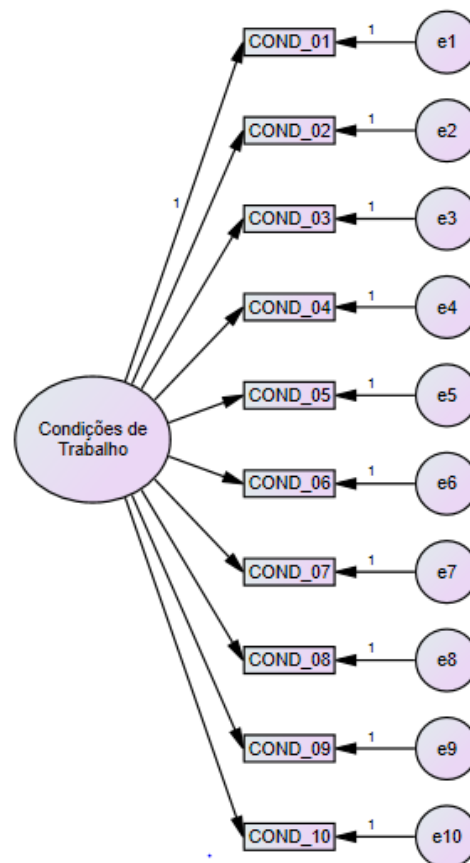 COND_01
1
e1
COND_02
1
e2
COND_03
1
e3
1
COND_04
1
e4
COND_05
1
e5
Condições de
Trabalho
COND_06
1
e6
COND_07
1
e7
COND_08
1
e8
COND_09
1
e9
COND_10
1
e10